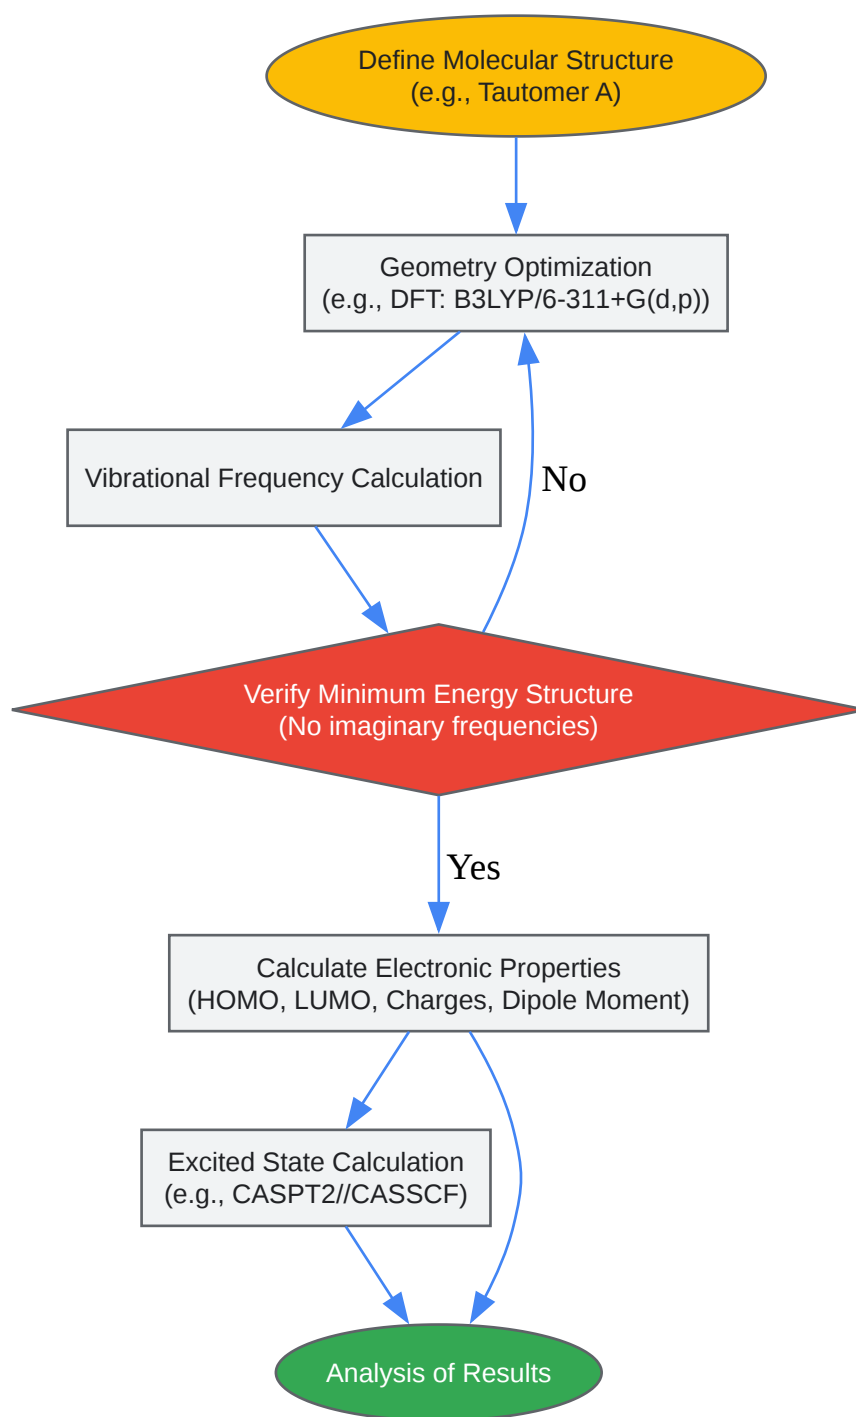 Define Molecular Structure
(e.g., Tautomer A)
Geometry Optimization
(e.g., DFT: B3LYP/6-311+G(d,p))
Vibrational Frequency Calculation
No
Verify Minimum Energy Structure
(No imaginary frequencies)
Yes
Calculate Electronic Properties
(HOMO, LUMO, Charges, Dipole Moment)
Excited State Calculation
(e.g., CASPT2//CASSCF)
Analysis of Results